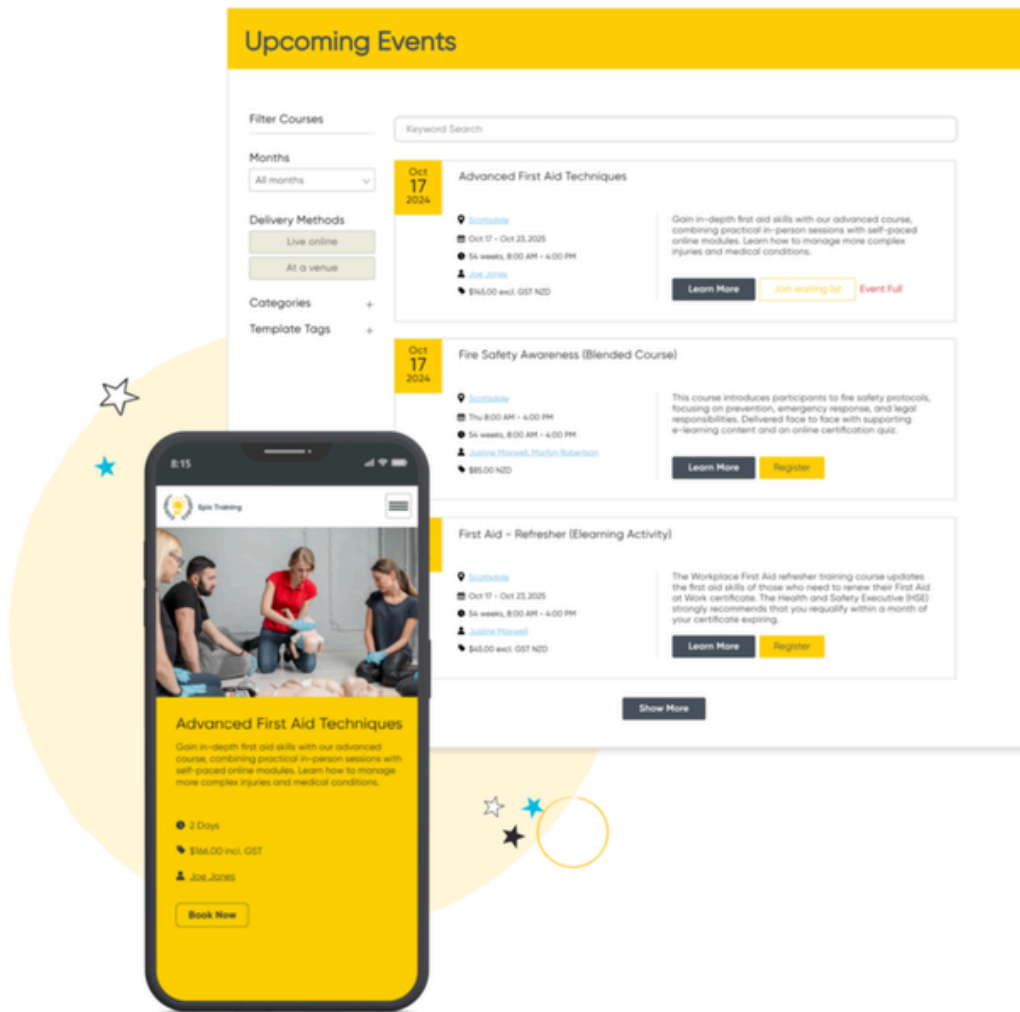 Upcoming Events
Filter Courses
Months
All months
Delivery Methods
Live online
At a venue
Categories +
Template Tags +
Keyword Search
Oct
17
2024
Advanced First Aid Techniques
Scottsdale
Oct 17 - Oct 23, 2025
54 weeks, 8:00 AM - 4:00 PM
Joe Jones
$145.00 excl. GST NZD
Gain in-depth first aid skills with our advanced course,
combining practical in-person sessions with self-paced
online modules. Learn how to manage more complex
injuries and medical conditions.
Learn More
Join waiting list
Event Full
Oct
17
2024
Fire Safety Awareness (Blended Course)
Scottsdale
Thu 8:00 AM - 4:00 PM
54 weeks, 8:00 AM - 4:00 PM
Justine Maxwell, Marilyn Robertson
$85.00 NZD
This course introduces participants to fire safety protocols,
focusing on prevention, emergency response, and legal
responsibilities. Delivered face to face with supporting
e-learning content and an online certification quiz.
Learn More
Register
First Aid - Refresher (Elearning Activity)
Scottsdale
Oct 17 - Oct 23, 2025
54 weeks, 8:00 AM - 4:00 PM
Justine Maxwell
$45.00 excl. GST NZD
The Workplace First Aid refresher training course updates
the first aid skills of those who need to renew their First Aid
at Work certificate. The Health and Safety Executive (HSE)
strongly recommends that you requalify within a month of
your certificate expiring.
Learn More
Register
Show More
8:15
Epic Training
Advanced First Aid Techniques
Gain in-depth first aid skills with our advanced
course, combining practical in-person sessions with
self-paced online modules. Learn how to manage
more complex injuries and medical conditions.
2 Days
$166.00 incl. GST
Joe Jones
Book Now